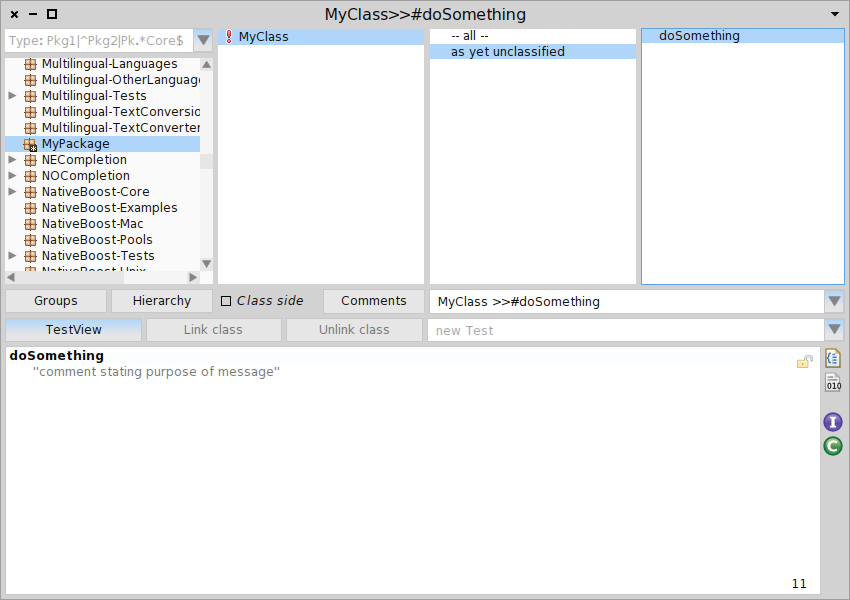 MyClass>>#doSomething
Type: Pkg1|^Pkg2|Pk.*Core$
Multilingual-Languages
Multilingual-OtherLanguag
Multilingual-Tests
Multilingual-TextConversio
Multilingual-TextConverter
MyPackage
NECompletion
NOCompletion
NativeBoost-Core
NativeBoost-Examples
NativeBoost-Mac
NativeBoost-Pools
NativeBoost-Tests
NativeBoost-Unix
MyClass
-- all --
as yet unclassified
doSomething
Groups
Hierarchy
Class side
Comments
MyClass >>#doSomething
TestView
Link class
Unlink class
new Test
doSomething
"comment stating purpose of message"
010
I
C
11